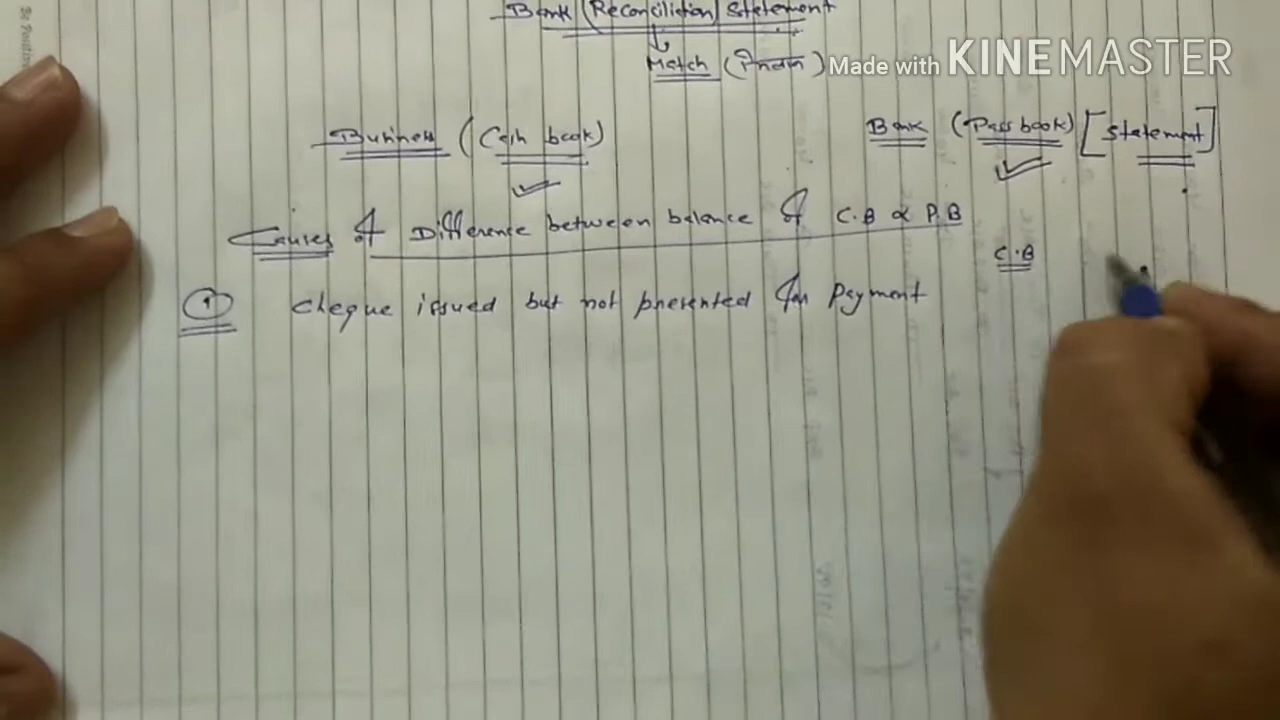 Bank (Reconciliation) Statement
Match (मिलान)
Made with KINEMASTER
Business (Cash book)
Bank (Pass book) [Statement]
Causes of Difference between balance of C.B & P.B
C.B
① Cheque issued but not presented for Payment